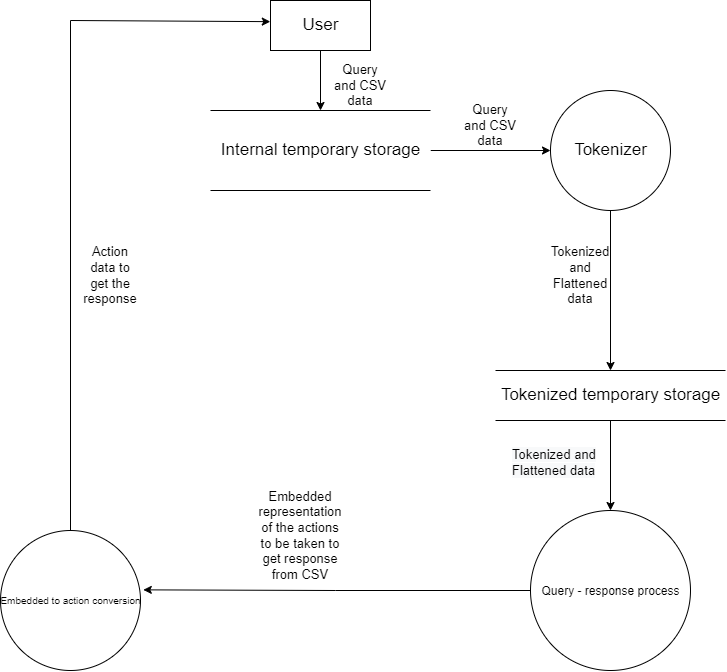 User
Query
and CSV
data
Internal temporary storage
Query
and CSV
data
Tokenizer
Action
data to
get the
response
Tokenized
and
Flattened
data
Tokenized temporary storage
Tokenized and
Flattened data
Embedded
representation
of the actions
to be taken to
get response
from CSV
Query - response process
Embedded to action conversion